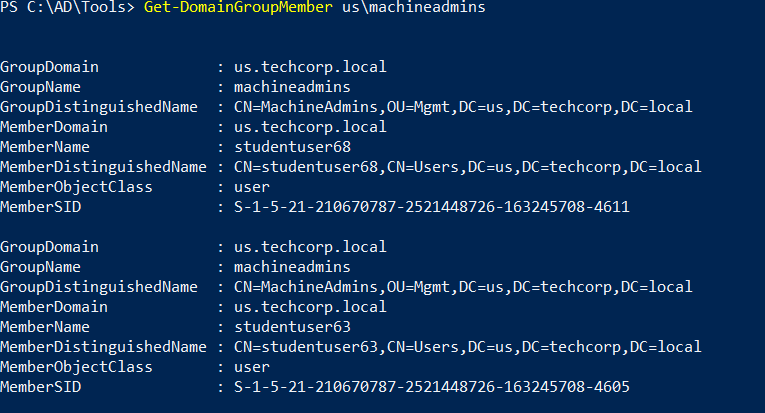 PS C:\AD\Tools> Get-DomainGroupMember us\machineadmins
GroupDomain : us.techcorp.local
GroupName : machineadmins
GroupDistinguishedName : CN=MachineAdmins,OU=Mgmt,DC=us,DC=techcorp,DC=local
MemberDomain : us.techcorp.local
MemberName : studentuser68
MemberDistinguishedName : CN=studentuser68,CN=Users,DC=us,DC=techcorp,DC=local
MemberObjectClass : user
MemberSID : S-1-5-21-210670787-2521448726-163245708-4611
GroupDomain : us.techcorp.local
GroupName : machineadmins
GroupDistinguishedName : CN=MachineAdmins,OU=Mgmt,DC=us,DC=techcorp,DC=local
MemberDomain : us.techcorp.local
MemberName : studentuser63
MemberDistinguishedName : CN=studentuser63,CN=Users,DC=us,DC=techcorp,DC=local
MemberObjectClass : user
MemberSID : S-1-5-21-210670787-2521448726-163245708-4605